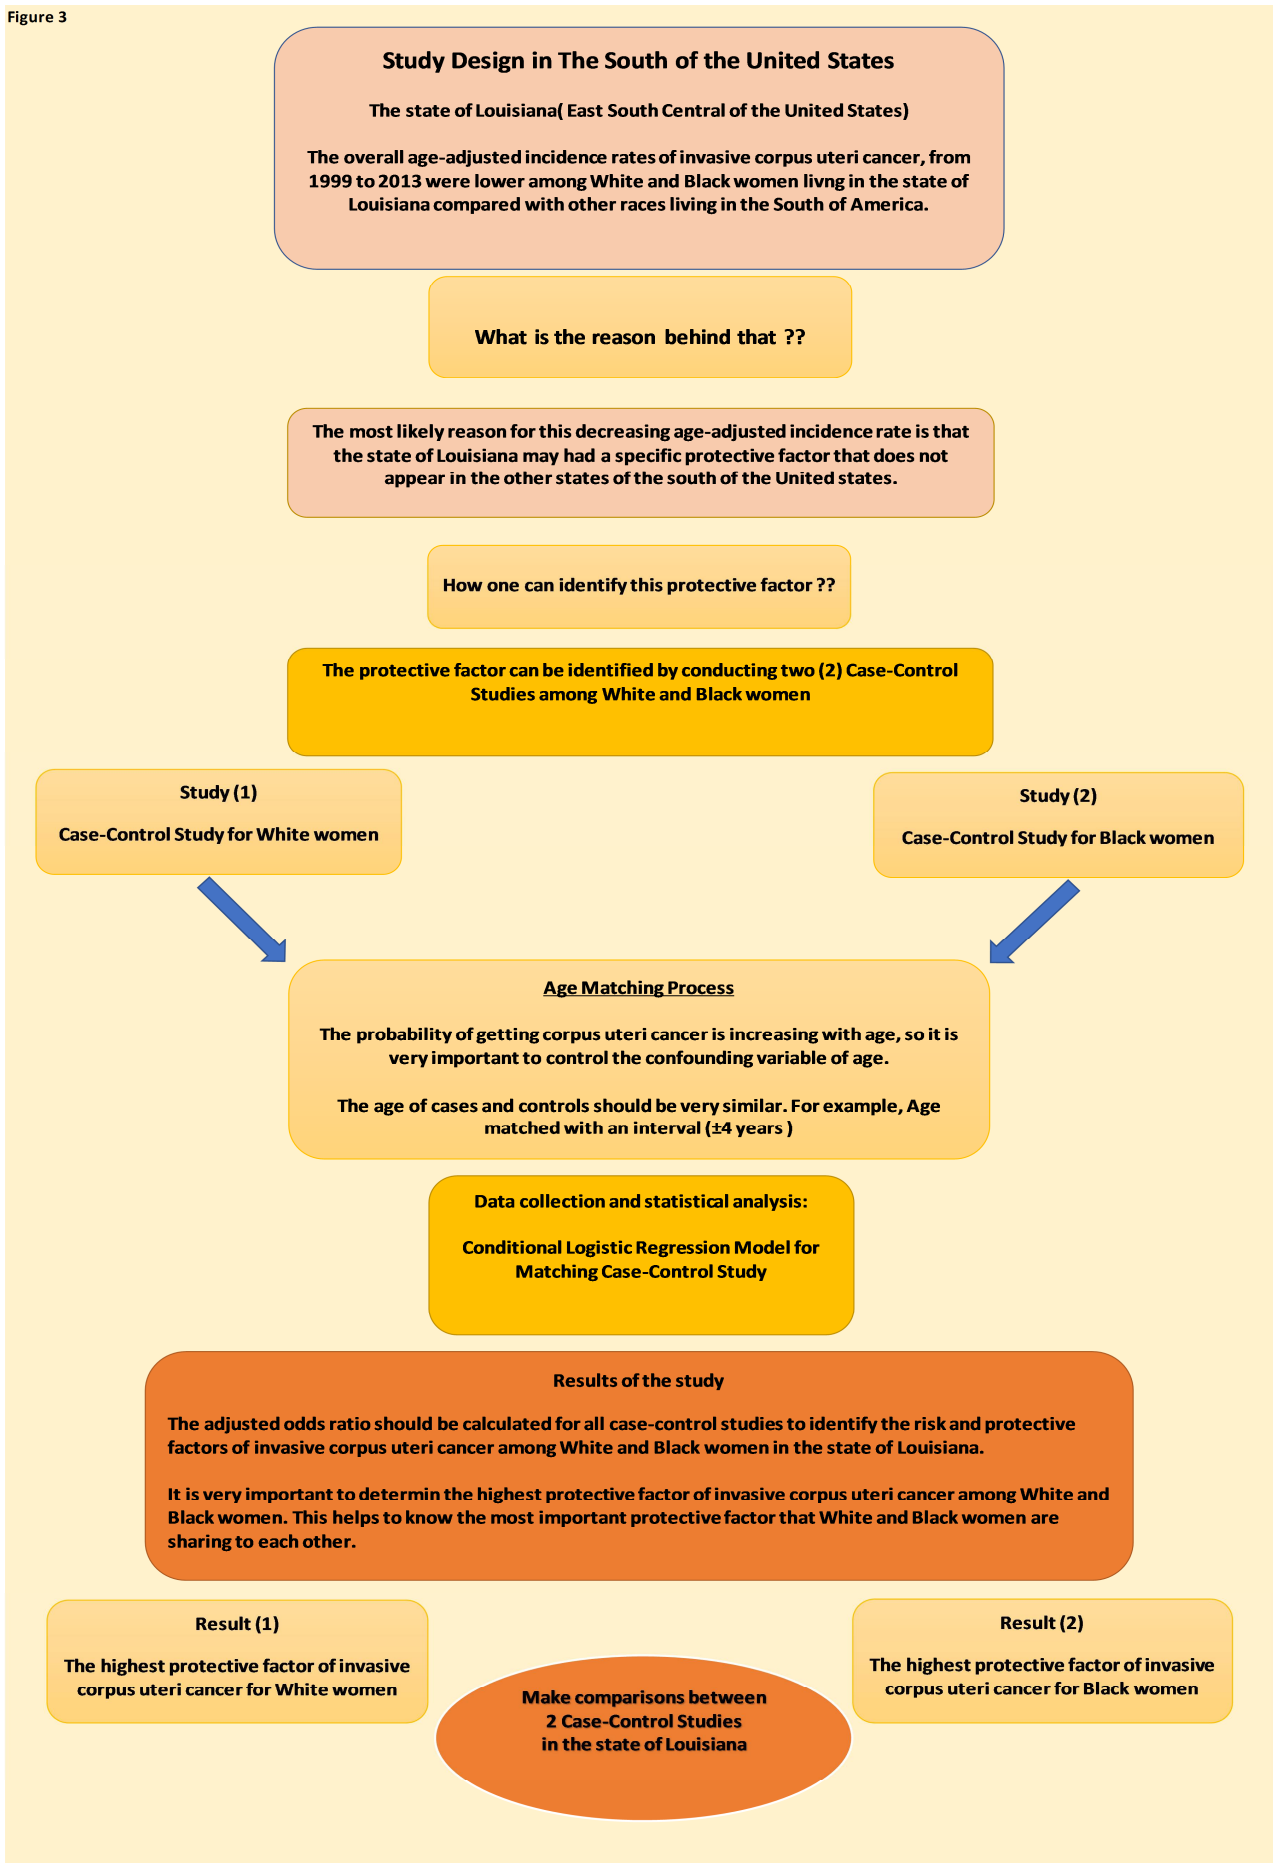 Figure 3
Study Design in The South of the United States
The state of Louisiana( East South Central of the United States)
The overall age-adjusted incidence rates of invasive corpus uteri cancer, from
1999 to 2013 were lower among White and Black women livng in the state of
Louisiana compared with other races living in the South of America.
What is the reason behind that ??
The most likely reason for this decreasing age-adjusted incidence rate is that
the state of Louisiana may had a specific protective factor that does not
appear in the other states of the south of the United states.
How one can identify this protective factor ??
The protective factor can be identified by conducting two (2) Case-Control
Studies among White and Black women
Study (1)
Case-Control Study for White women
Study (2)
Case-Control Study for Black women
Age Matching Process
The probability of getting corpus uteri cancer is increasing with age, so it is
very important to control the confounding variable of age.
The age of cases and controls should be very similar. For example, Age
matched with an interval (±4 years )
Data collection and statistical analysis:
Conditional Logistic Regression Model for
Matching Case-Control Study
Results of the study
The adjusted odds ratio should be calculated for all case-control studies to identify the risk and protective
factors of invasive corpus uteri cancer among White and Black women in the state of Louisiana.
It is very important to determin the highest protective factor of invasive corpus uteri cancer among White and
Black women. This helps to know the most important protective factor that White and Black women are
sharing to each other.
Result (1)
The highest protective factor of invasive
corpus uteri cancer for White women
Result (2)
The highest protective factor of invasive
corpus uteri cancer for Black women
Make comparisons between
2 Case-Control Studies
in the state of Louisiana